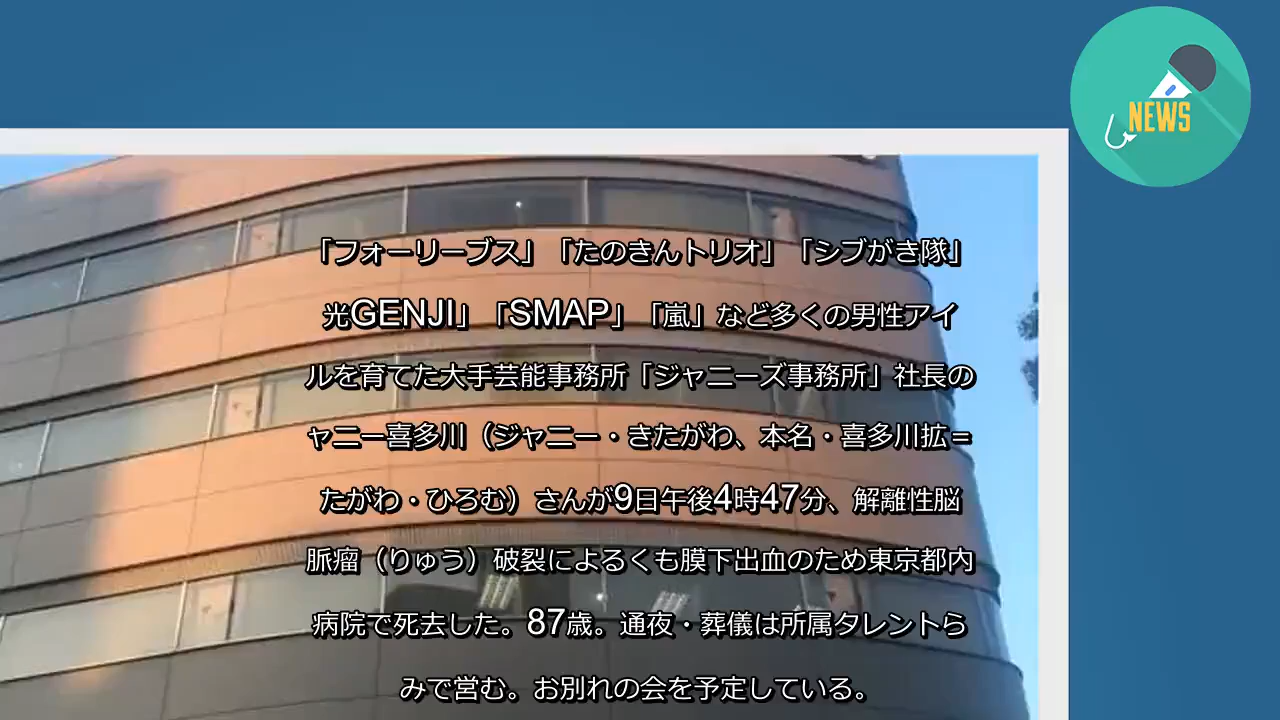 NEWS
「フォーリーブス」「たのきんトリオ」「シブがき隊」
光GENJI」「SMAP」「嵐」など多くの男性アイ
ルを育てた大手芸能事務所「ジャニーズ事務所」社長の
ャニー喜多川（ジャニー・きたがわ、本名・喜多川拡＝
たがわ・ひろむ）さんが9日午後4時47分、解離性脳
脈瘤（りゅう）破裂によるくも膜下出血のため東京都内
病院で死去した。87歳。通夜・葬儀は所属タレントら
みで営む。お別れの会を予定している。